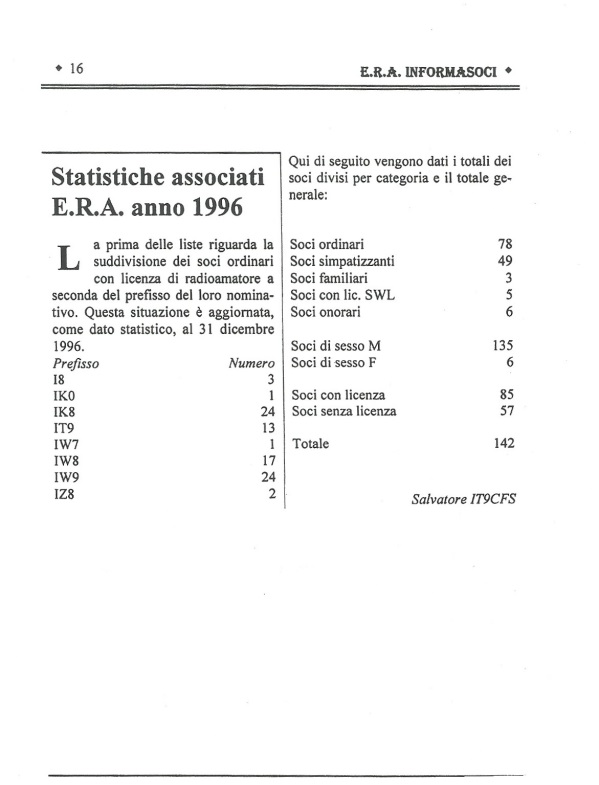 ◆ 16
E.R.A. INFORMASOCI ◆
Statistiche associati
E.R.A. anno 1996
La prima delle liste riguarda la
suddivisione dei soci ordinari
con licenza di radioamatore a
seconda del prefisso del loro nomina-
tivo. Questa situazione è aggiornata,
come dato statistico, al 31 dicembre
1996.
Prefisso Numero
I8 3
IK0 1
IK8 24
IT9 13
IW7 1
IW8 17
IW9 24
IZ8 2
Qui di seguito vengono dati i totali dei
soci divisi per categoria e il totale ge-
nerale:
Soci ordinari 78
Soci simpatizzanti 49
Soci familiari 3
Soci con lic. SWL 5
Soci onorari 6
Soci di sesso M 135
Soci di sesso F 6
Soci con licenza 85
Soci senza licenza 57
Totale 142
Salvatore IT9CFS